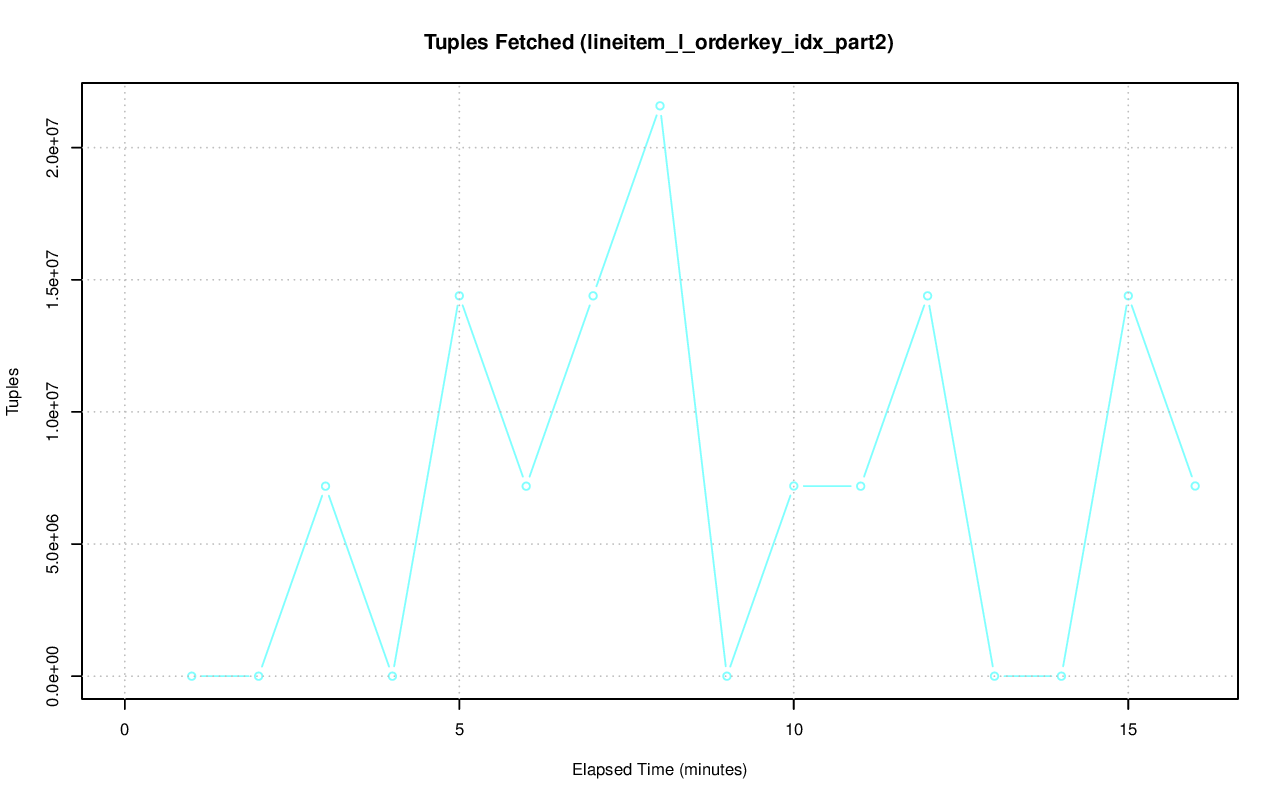 Tuples Fetched (lineitem_l_orderkey_idx_part2)
Tuples
2.0e+07
1.5e+07
1.0e+07
5.0e+06
0.0e+00
0 5 10 15
Elapsed Time (minutes)